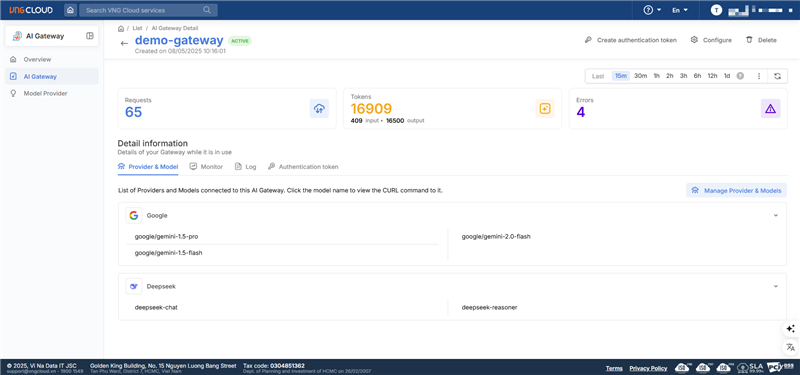 VNG CLOUD
Search VNG Cloud services
En
T
AI Gateway
Overview
AI Gateway
Model Provider
/ List / AI Gateway Detail
demo-gateway ACTIVE
Created on 08/05/2025 10:16:01
Create authentication token
Configure
Delete
Last 15m 30m 1h 2h 3h 6h 12h 1d
Requests
65
Tokens
16909
409 input • 16500 output
Errors
4
Detail information
Details of your Gateway while it is in use
Provider & Model
Monitor
Log
Authentication token
List of Providers and Models connected to this AI Gateway. Click the model name to view the CURL command to it.
Manage Provider & Models
Google
google/gemini-1.5-pro
google/gemini-2.0-flash
google/gemini-1.5-flash
Deepseek
deepseek-chat
deepseek-reasoner
© 2025, Vi Na Data IT JSC
support@vngcloud.vn - 1900 1549
Golden King Building, No. 15 Nguyen Luong Bang Street
Tan Phu Ward, District 7, HCMC, Viet Nam
Tax code: 0304851362
Dept. of Planning and Investment of HCMC on 26/02/2007
Terms
Privacy Policy
SLA
99.99%